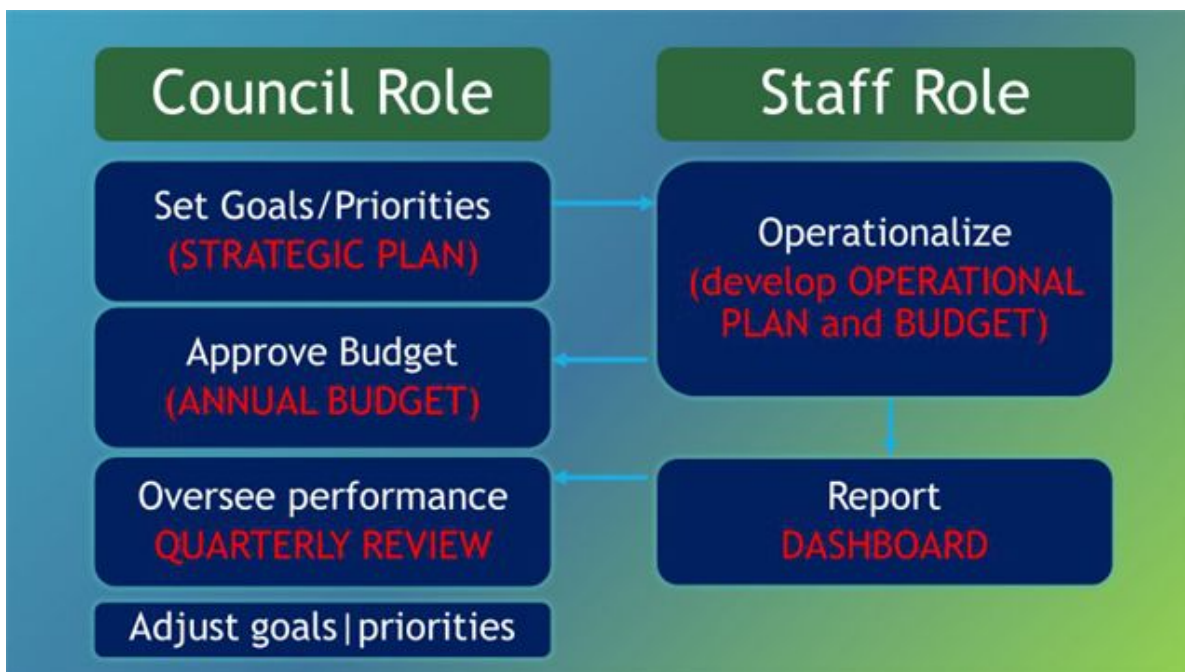 Council Role
Staff Role
Set Goals/Priorities
(STRATEGIC PLAN)
Operationalize
(develop OPERATIONAL
PLAN and BUDGET)
Approve Budget
(ANNUAL BUDGET)
Oversee performance
QUARTERLY REVIEW
Report
DASHBOARD
Adjust goals|priorities